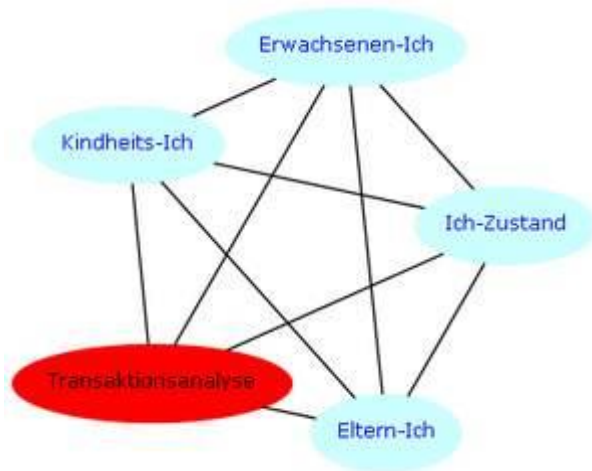 Erwachsenen-Ich
Kindheits-Ich
Ich-Zustand
Transaktionsanalyse
Eltern-Ich